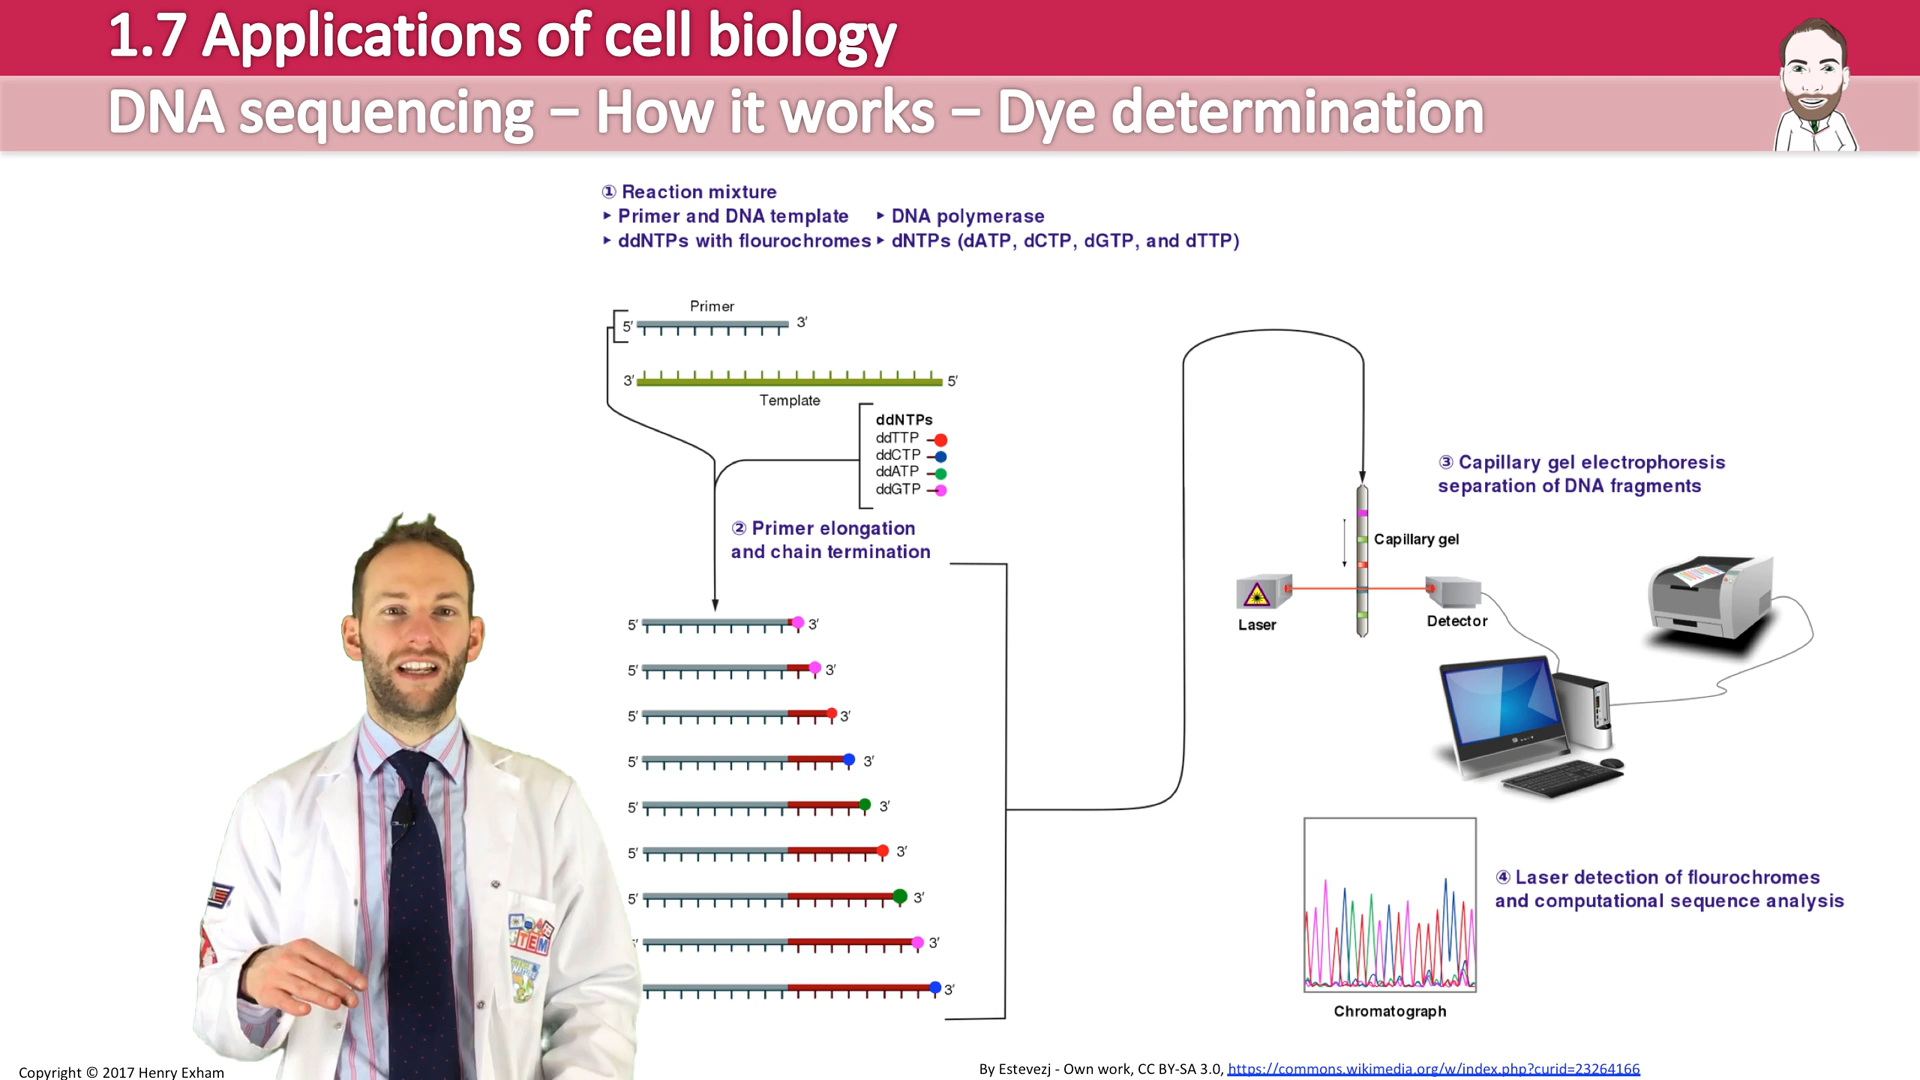 1.7 Applications of cell biology
DNA sequencing – How it works – Dye determination
① Reaction mixture
▸ Primer and DNA template ▸ DNA polymerase
▸ ddNTPs with flourochromes ▸ dNTPs (dATP, dCTP, dGTP, and dTTP)
Primer
5′ 3′
3′ 5′
Template
ddNTPs
ddTTP
ddCTP
ddATP
ddGTP
② Primer elongation
and chain termination
5′ 3′
5′ 3′
5′ 3′
5′ 3′
5′ 3′
5′ 3′
5′ 3′
3′
3′
③ Capillary gel electrophoresis
separation of DNA fragments
Capillary gel
Laser
Detector
④ Laser detection of flourochromes
and computational sequence analysis
Chromatograph
STEM
Copyright © 2017 Henry Exham
By Estevezj - Own work, CC BY-SA 3.0, https://commons.wikimedia.org/w/index.php?curid=23264166